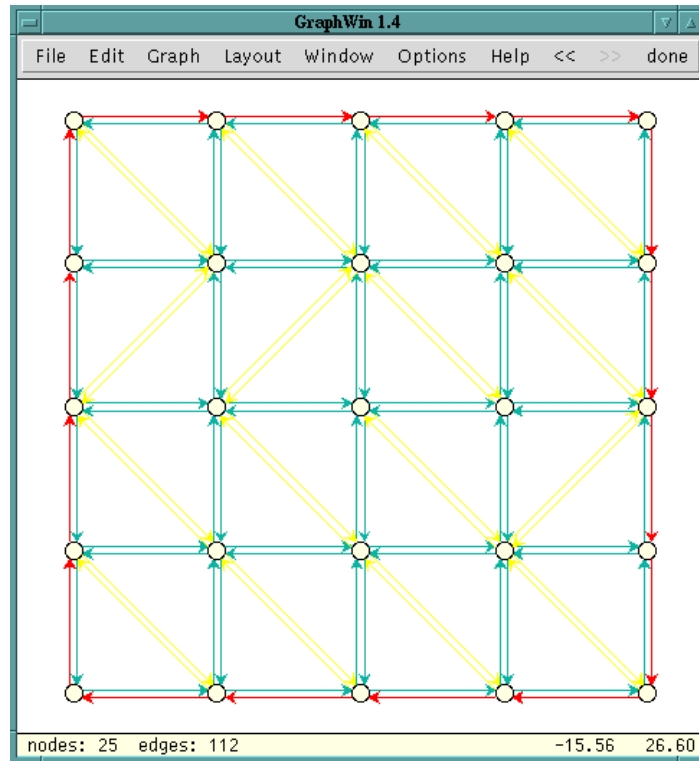 GraphWin 1.4
File Edit Graph Layout Window Options Help << >> done
nodes: 25 edges: 112 -15.56 26.60